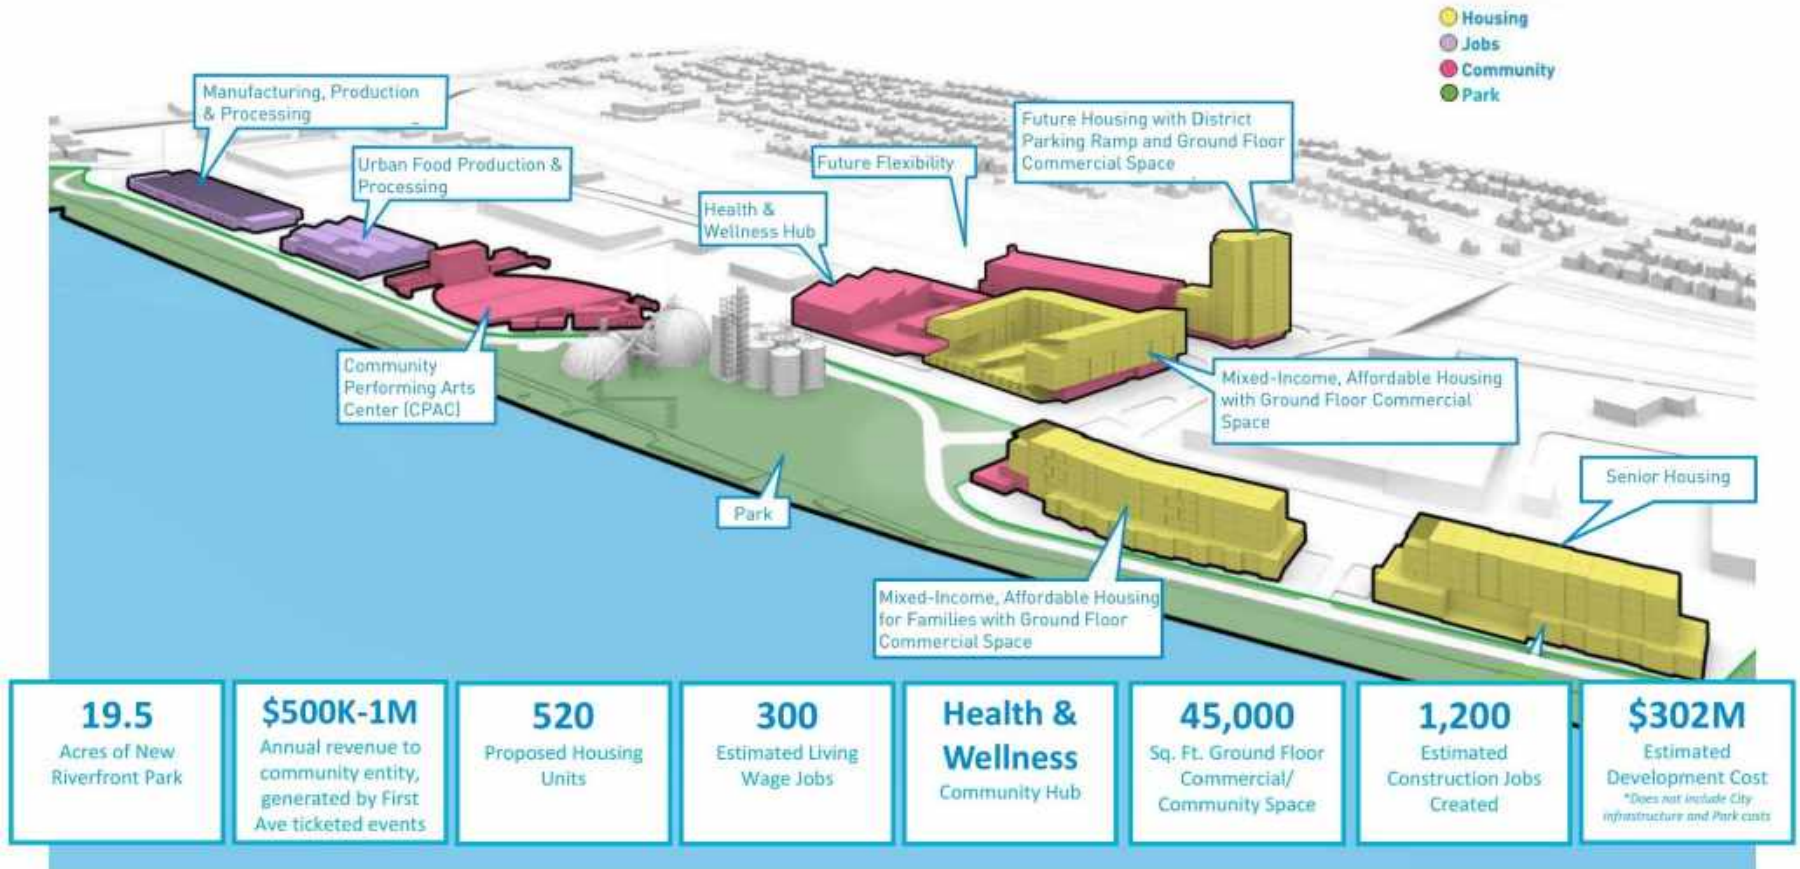 Housing
Jobs
Community
Park
Manufacturing, Production
& Processing
Urban Food Production &
Processing
Future Housing with District
Parking Ramp and Ground Floor
Commercial Space
Future Flexibility
Health &
Wellness Hub
Community
Performing Arts
Center (CPAC)
Mixed-Income, Affordable Housing
with Ground Floor Commercial
Space
Senior Housing
Park
Mixed-Income, Affordable Housing
for Families with Ground Floor
Commercial Space
19.5
Acres of New
Riverfront Park
$500K-1M
Annual revenue to
community entity,
generated by First
Ave ticketed events
520
Proposed Housing
Units
300
Estimated Living
Wage Jobs
Health &
Wellness
Community Hub
45,000
Sq. Ft. Ground Floor
Commercial/
Community Space
1,200
Estimated
Construction Jobs
Created
$302M
Estimated
Development Cost
*Does not include City
infrastructure and Park costs